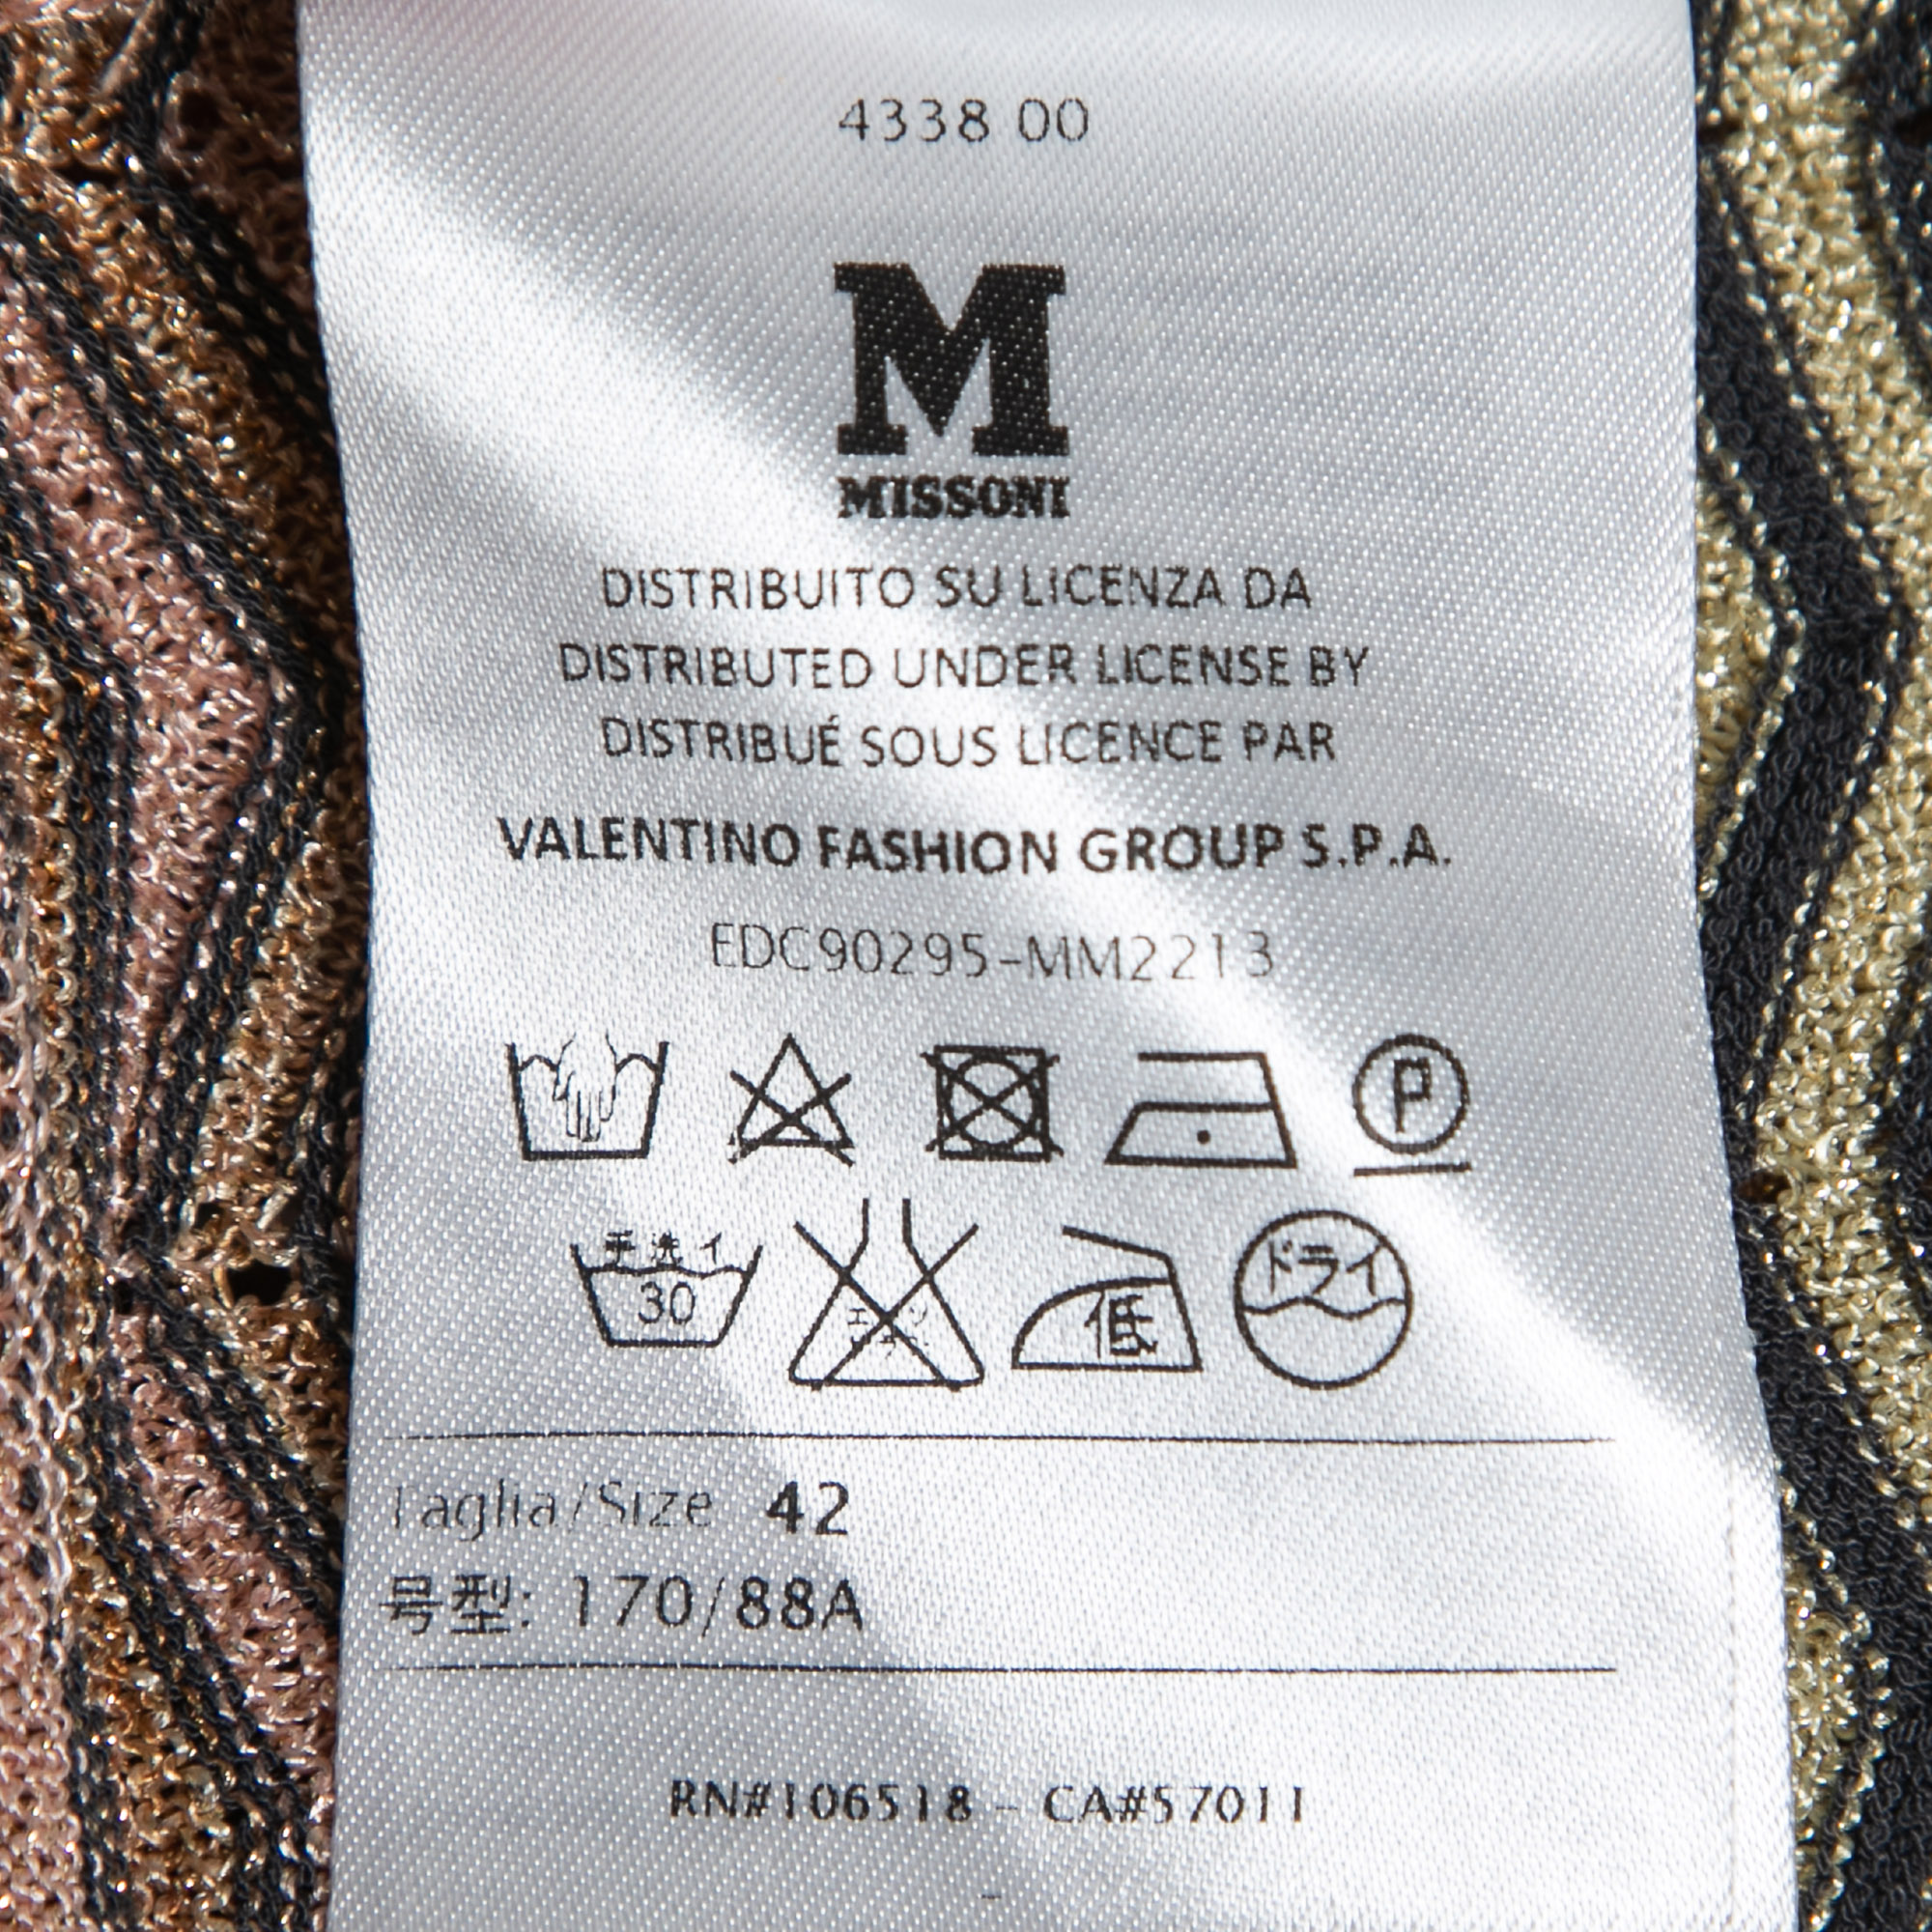 4338 00
M
MISSONI
DISTRIBUITO SU LICENZA DA
DISTRIBUTED UNDER LICENSE BY
DISTRIBUÉ SOUS LICENCE PAR
VALENTINO FASHION GROUP S.P.A.
EDC90295-MM2213
P
手洗イ ドライ
30 低
Taglia/Size 42
号型: 170/88A
RN#106518 - CA#57011